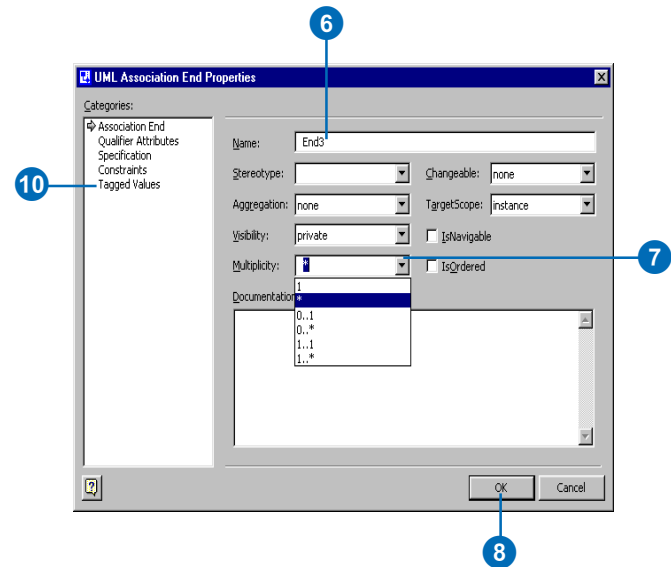 6
UML Association End Properties
Categories:
Association End
Qualifier Attributes
Specification
Constraints
Tagged Values
10
Name: End3
Stereotype: Changeable: none
Aggregation: none TargetScope: instance
Visibility: private IsNavigable
Multiplicity: * IsOrdered
7
1
*
0..1
0..*
1..1
1..*
Documentation
OK Cancel
8